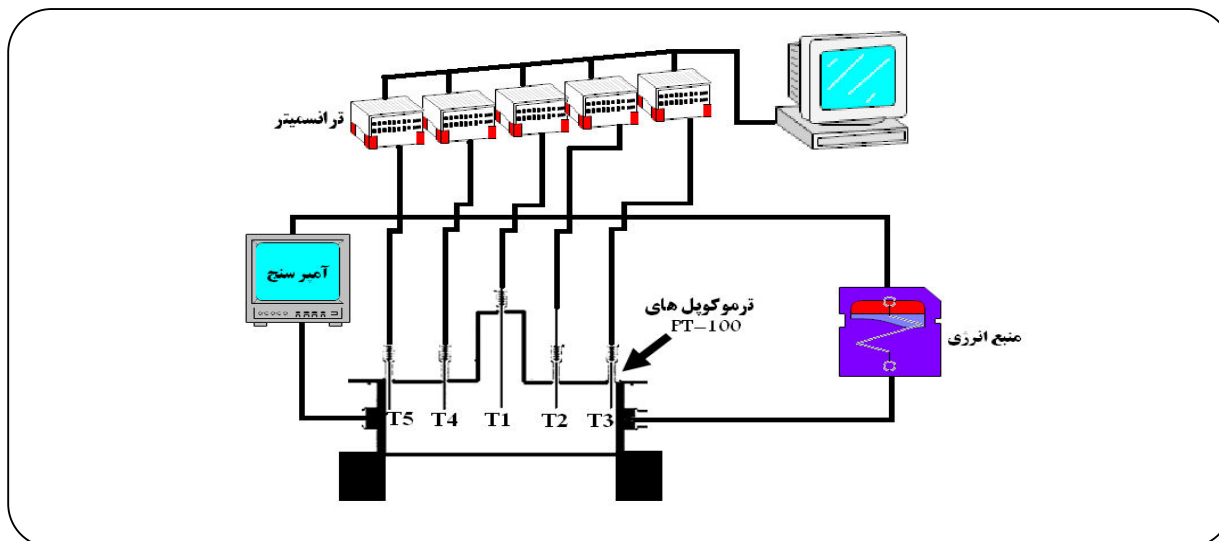 ترانسمیتر
آمپر سنج
ترموکوپل های
PT-100
منبع انرژی
T5 T4 T1 T2 T3